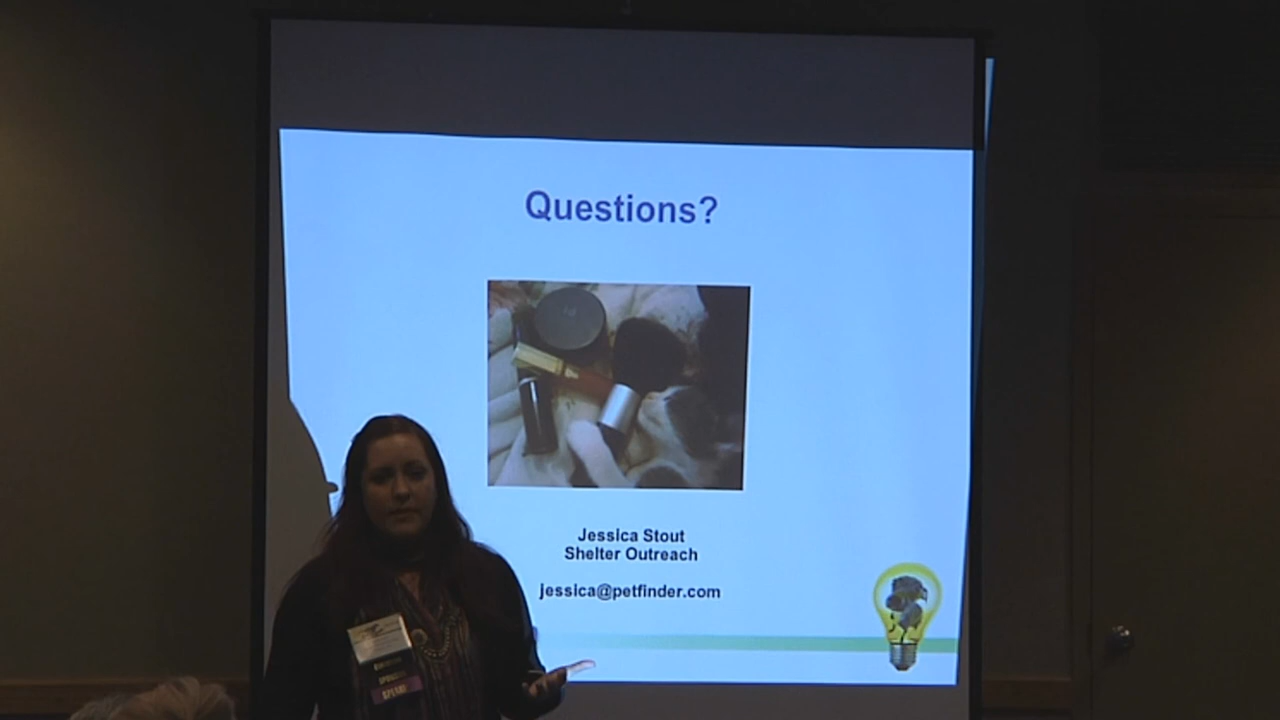 Questions?
Jessica Stout
Shelter Outreach
jessica@petfinder.com